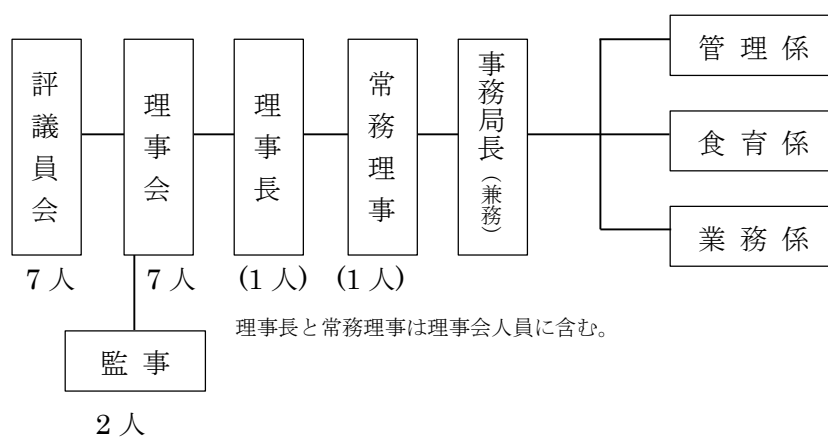 評議員会
理事会
理事長
常務理事
事務局長（兼務）
管理係
食育係
業務係
7人
7人
(1人)
(1人)
理事長と常務理事は理事会人員に含む。
監事
2人